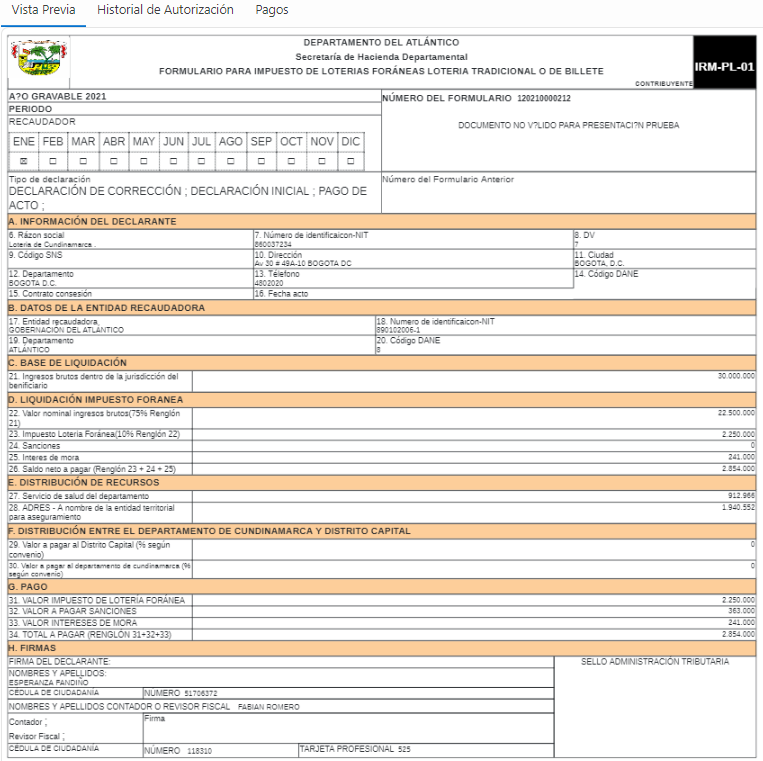 Vista Previa Historial de Autorización Pagos
DEPARTAMENTO DEL ATLÁNTICO
Secretaría de Hacienda Departamental
FORMULARIO PARA IMPUESTO DE LOTERIAS FORÁNEAS LOTERIA TRADICIONAL O DE BILLETE
CONTRIBUYENTE
IRM-PL-01
A?O GRAVABLE 2021
PERIODO
RECAUDADOR
ENE FEB MAR ABR MAY JUN JUL AGO SEP OCT NOV DIC
NÚMERO DEL FORMULARIO 120210000212
DOCUMENTO NO V?LIDO PARA PRESENTACI?N PRUEBA
Tipo de declaración
DECLARACIÓN DE CORRECCIÓN ; DECLARACIÓN INICIAL ; PAGO DE
ACTO ;
Número del Formulario Anterior
A. INFORMACIÓN DEL DECLARANTE
6. Rázon social
Loteria de Cundinamarca .
7. Número de identificaicon-NIT
860037234
8. DV
7
9. Código SNS
10. Dirección
Av 30 # 49A-10 BOGOTA DC
11. Ciudad
BOGOTA, D.C.
12. Departamento
BOGOTA D.C.
13. Télefono
4802020
14. Código DANE
15. Contrato consesión
16. Fecha acto
B. DATOS DE LA ENTIDAD RECAUDADORA
17. Entidad recaudadora,
GOBERNACIÓN DEL ATLÁNTICO
18. Numero de identificaicon-NIT
890102006-1
19. Departamento
ATLÁNTICO
20. Código DANE
8
C. BASE DE LIQUIDACIÓN
21. Ingresos brutos dentro de la jurisdicción del
benificiario
30.000.000
D. LIQUIDACIÓN IMPUESTO FORANEA
22. Valor nominal ingresos brutos(75% Renglón
21)
22.500.000
23. Impuesto Loteria Foránea(10% Renglón 22) 2.250.000
24. Sanciones 0
25. Interes de mora 241.000
26. Saldo neto a pagar (Renglón 23 + 24 + 25) 2.854.000
E. DISTRIBUCIÓN DE RECURSOS
27. Servicio de salud del departamento 912.966
28. ADRES - A nombre de la entidad territorial
para aseguramiento
1.940.552
F. DISTRIBUCIÓN ENTRE EL DEPARTAMENTO DE CUNDINAMARCA Y DISTRITO CAPITAL
29. Valor a pagar al Distrito Capital (% según
convenio)
0
30. Valor a pagar al departamento de cundinamarca (%
según convenio)
0
G. PAGO
31. VALOR IMPUESTO DE LOTERÍA FORÁNEA 2.250.000
32. VALOR A PAGAR SANCIONES 363.000
33. VALOR INTERESES DE MORA 241.000
34. TOTAL A PAGAR (RENGLÓN 31+32+33) 2.854.000
H. FIRMAS
FIRMA DEL DECLARANTE:
SELLO ADMINISTRACIÓN TRIBUTARIA
NOMBRES Y APELLIDOS:
ESPERANZA FANDIÑO
CÉDULA DE CIUDADANÍA NÚMERO 51706372
NOMBRES Y APELLIDOS CONTADOR O REVISOR FISCAL FABIAN ROMERO
Contador ;
Revisor Fiscal ;
Firma
CÉDULA DE CIUDADANÍA NÚMERO 118310 TARJETA PROFESIONAL 525